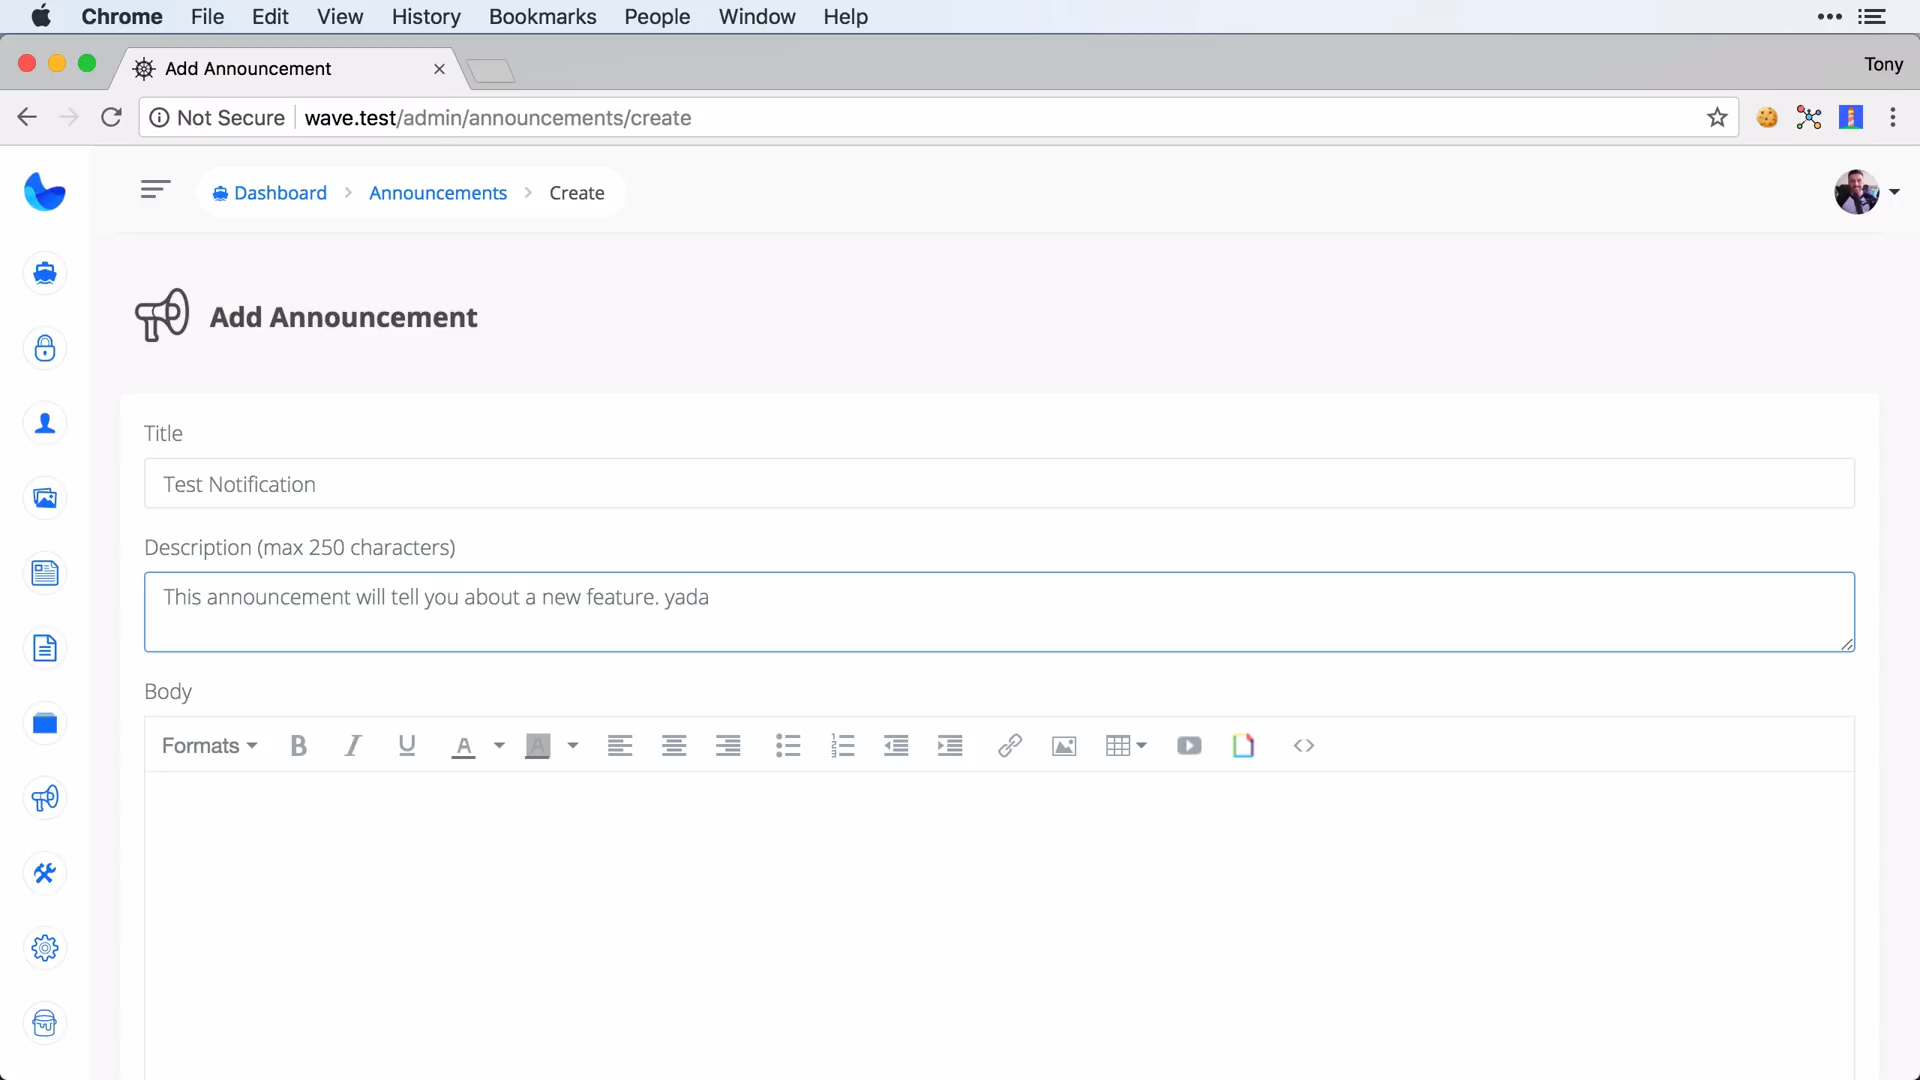 Chrome File Edit View History Bookmarks People Window Help
Add Announcement
Tony
Not Secure wave.test/admin/announcements/create
Dashboard Announcements Create
Add Announcement
Title
Test Notification
Description (max 250 characters)
This announcement will tell you about a new feature. yada
Body
Formats B I U A A